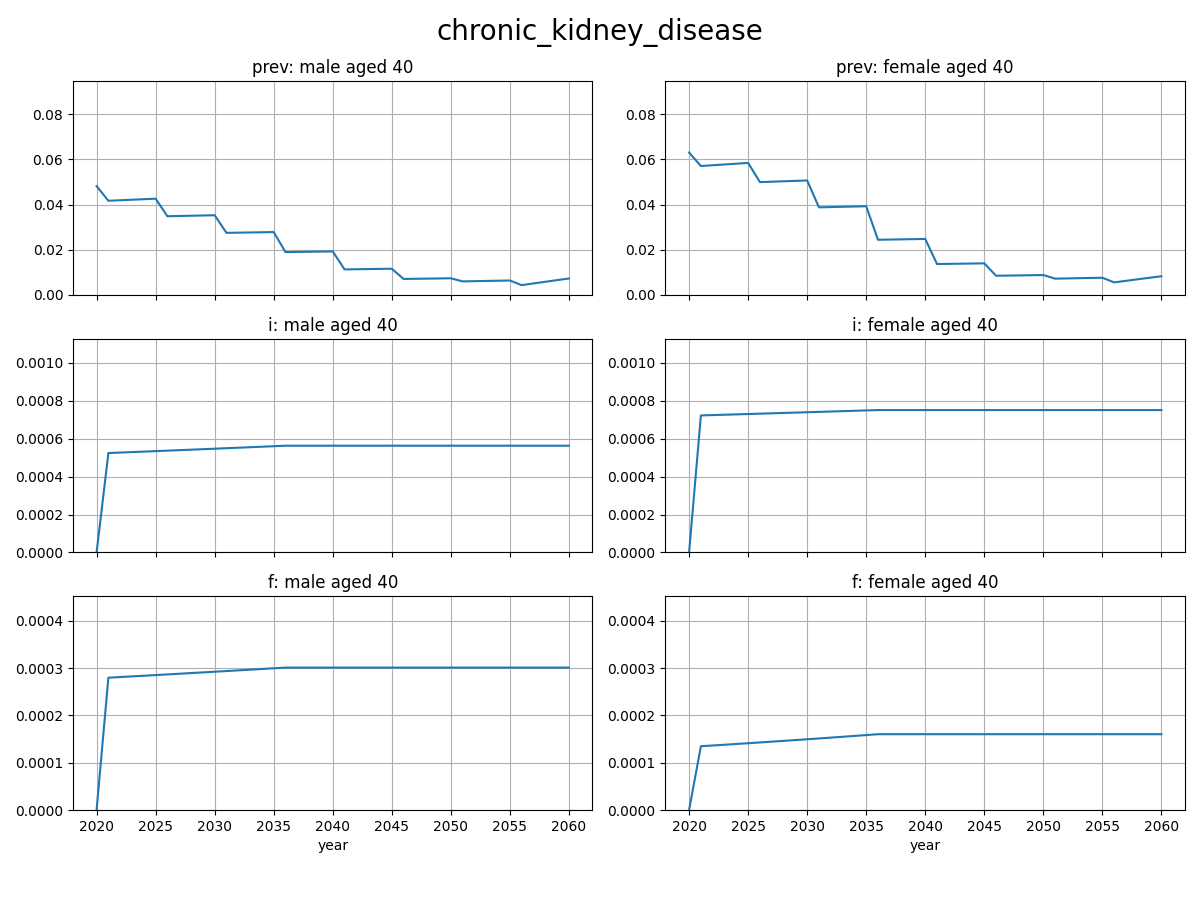 chronic_kidney_disease
prev: male aged 40
prev: female aged 40
0.08
0.06
0.04
0.02
0.00
0.08
0.06
0.04
0.02
0.00
i: male aged 40
i: female aged 40
0.0010
0.0008
0.0006
0.0004
0.0002
0.0000
0.0010
0.0008
0.0006
0.0004
0.0002
0.0000
f: male aged 40
f: female aged 40
0.0004
0.0003
0.0002
0.0001
0.0000
0.0004
0.0003
0.0002
0.0001
0.0000
2020 2025 2030 2035 2040 2045 2050 2055 2060
2020 2025 2030 2035 2040 2045 2050 2055 2060
year
year